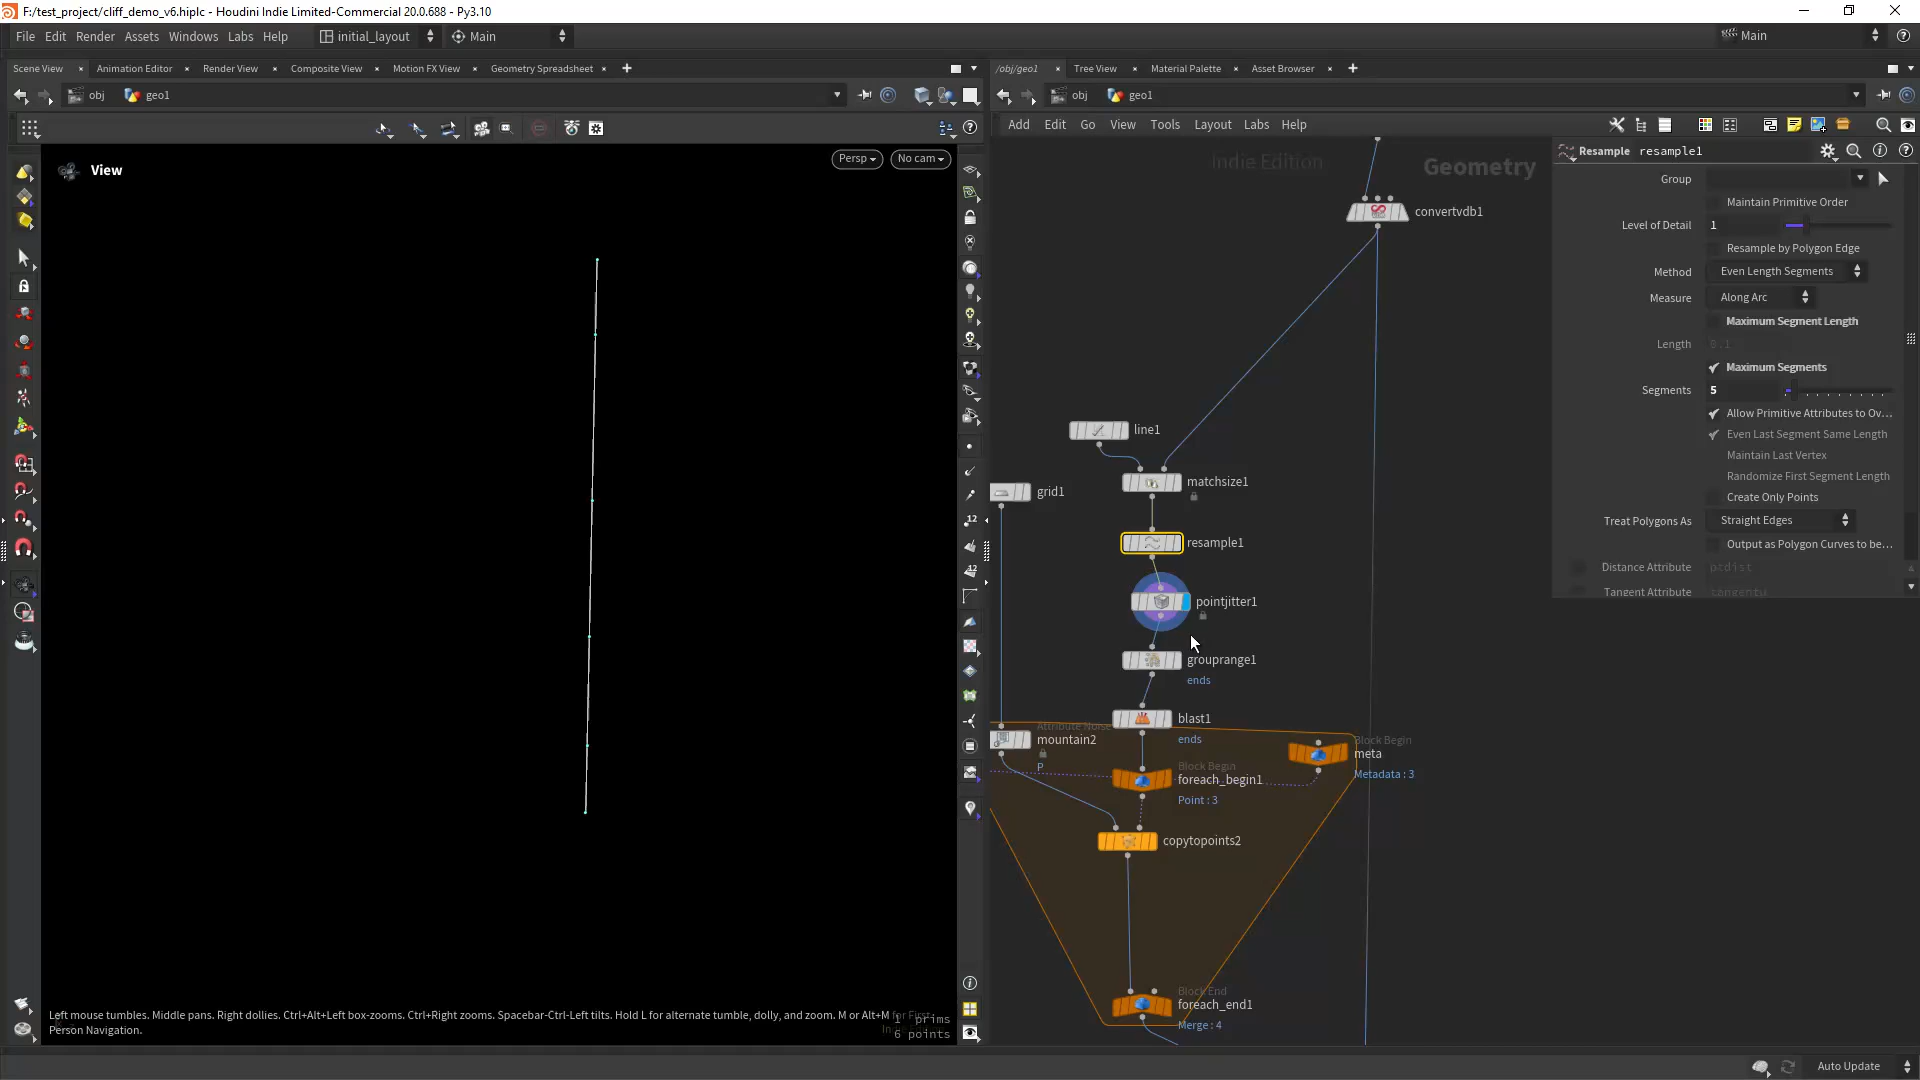 F:/test_project/cliff_demo_v6.hiplc - Houdini Indie Limited-Commercial 20.0.688 - Py3.10
File Edit Render Assets Windows Labs Help initial_layout Main Main
Scene View Animation Editor Render View Composite View Motion FX View Geometry Spreadsheet
/obj/geo1 Tree View Material Palette Asset Browser
obj geo1
obj geo1
Add Edit Go View Tools Layout Labs Help
View
Persp
No cam
Indie Edition
Geometry
convertvdb1
line1
matchsize1
grid1
resample1
pointjitter1
grouprange1
ends
blast1
ends
Attribute Noise
mountain2
P
Block Begin
foreach_begin1
Point : 3
Block Begin
meta
Metadata : 3
copytopoints2
Block End
foreach_end1
Merge : 4
Resample resample1
Group
Maintain Primitive Order
Level of Detail 1
Resample by Polygon Edge
Method Even Length Segments
Measure Along Arc
Maximum Segment Length
Length 0.1
Maximum Segments
Segments 5
Allow Primitive Attributes to Ov...
Even Last Segment Same Length
Maintain Last Vertex
Randomize First Segment Length
Create Only Points
Treat Polygons As Straight Edges
Output as Polygon Curves to be...
Distance Attribute ptdist
Tangent Attribute tangentu
12
12
Left mouse tumbles. Middle pans. Right dollies. Ctrl+Alt+Left box-zooms. Ctrl+Right zooms. Spacebar-Ctrl-Left tilts. Hold L for alternate tumble, dolly, and zoom. M or Alt+M for First
Person Navigation.
1 prims
6 points
Auto Update